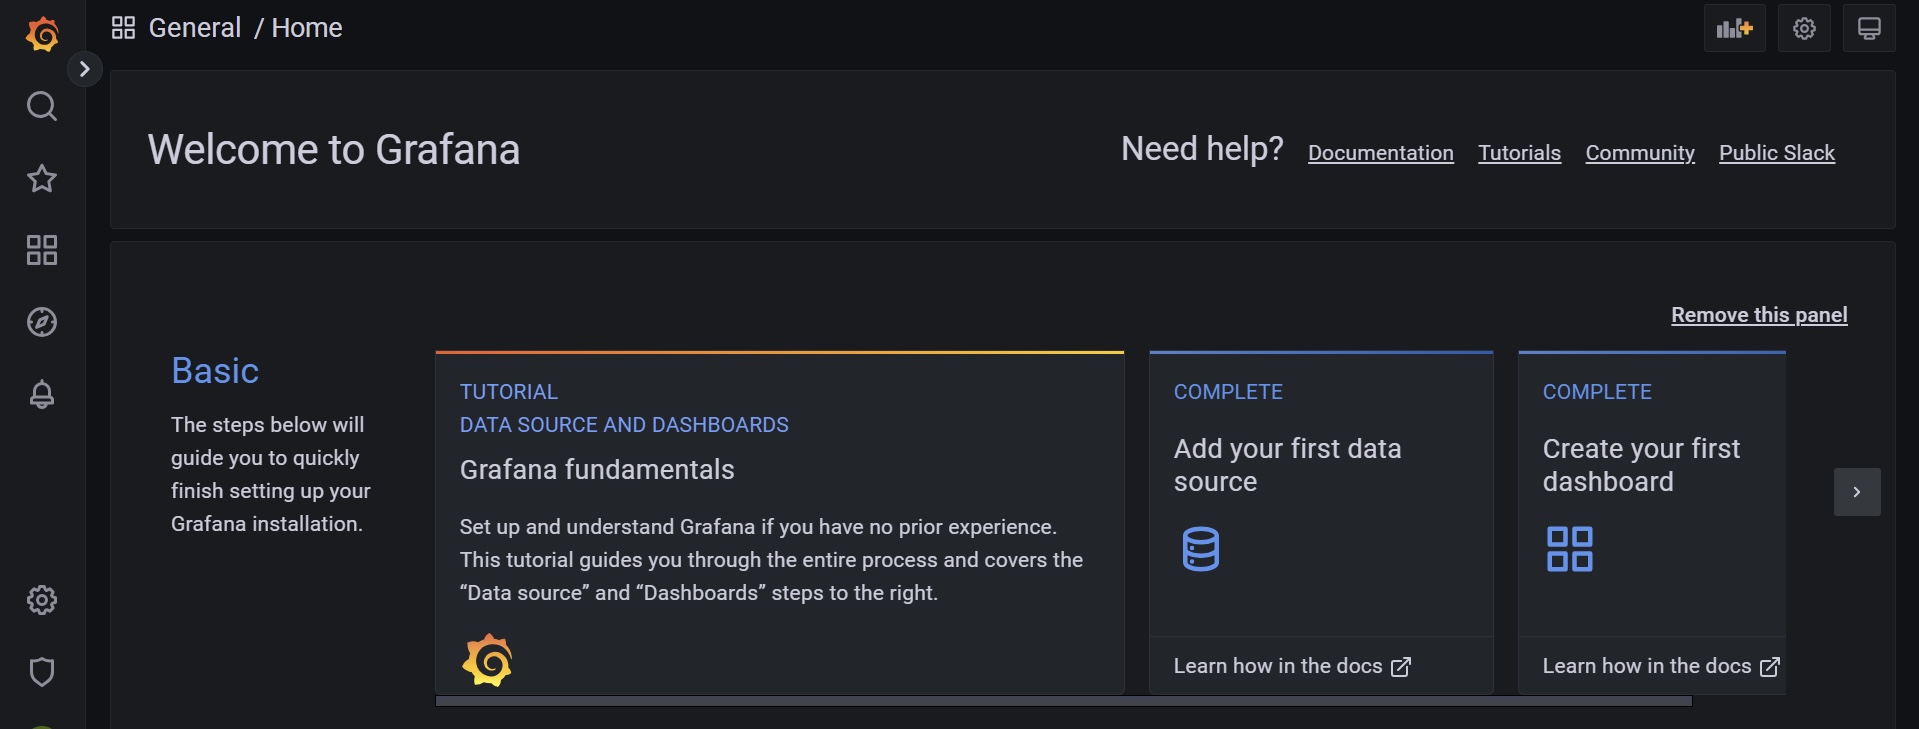 General / Home
Welcome to Grafana
Need help? Documentation Tutorials Community Public Slack
Remove this panel
Basic
The steps below will
guide you to quickly
finish setting up your
Grafana installation.
TUTORIAL
DATA SOURCE AND DASHBOARDS
Grafana fundamentals
Set up and understand Grafana if you have no prior experience.
This tutorial guides you through the entire process and covers the
“Data source” and “Dashboards” steps to the right.
COMPLETE
Add your first data
source
Learn how in the docs
COMPLETE
Create your first
dashboard
Learn how in the docs